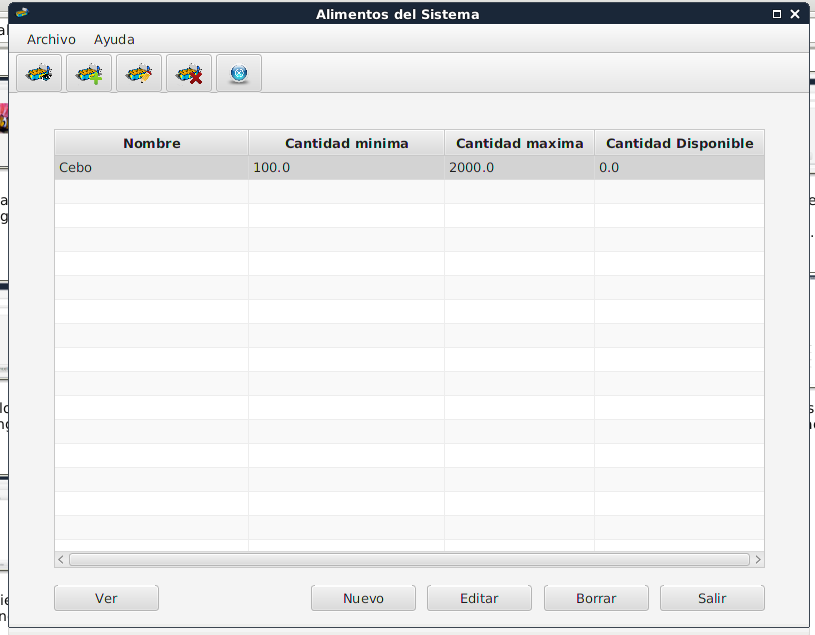 Alimentos del Sistema
Archivo Ayuda
Nombre Cantidad minima Cantidad maxima Cantidad Disponible
Cebo 100.0 2000.0 0.0
Ver Nuevo Editar Borrar Salir